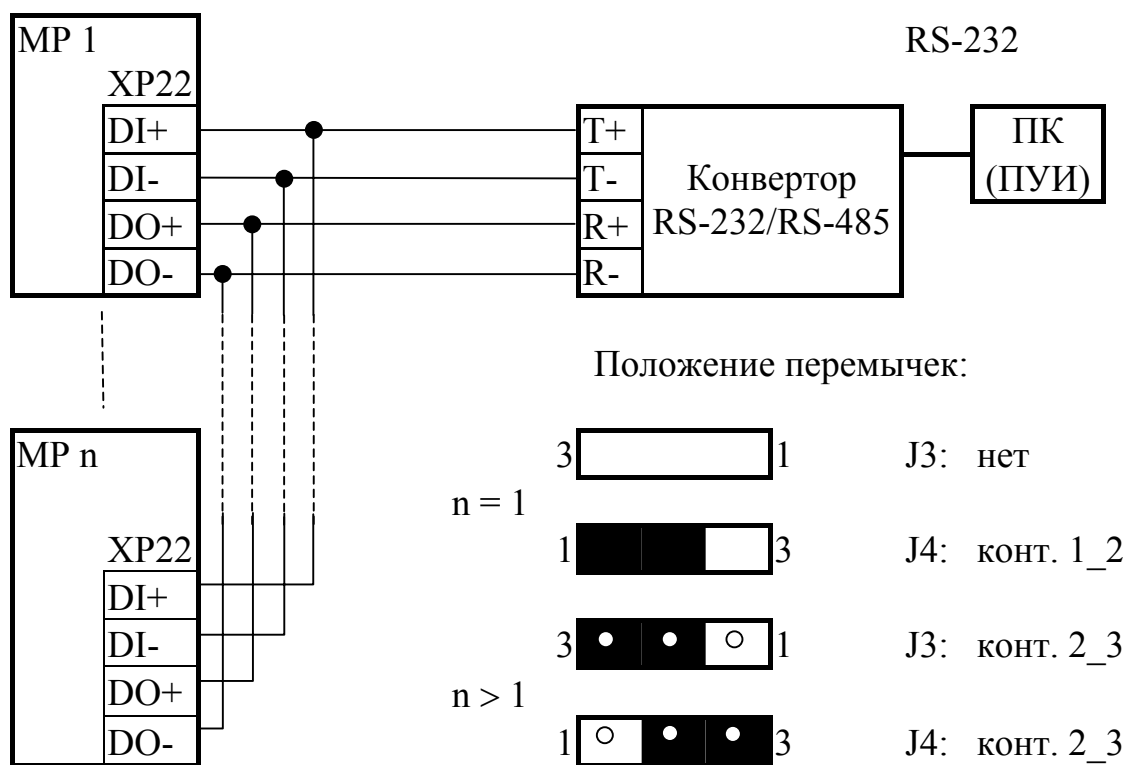 МР 1
RS-232
XP22
DI+
DI-
DO+
DO-
T+
T-
R+
R-
Конвертор
RS-232/RS-485
ПК
(ПУИ)
Положение перемычек:
МР n
XP22
DI+
DI-
DO+
DO-
n = 1
3 1 J3: нет
1 3 J4: конт. 1_2
n > 1
3 1 J3: конт. 2_3
1 3 J4: конт. 2_3